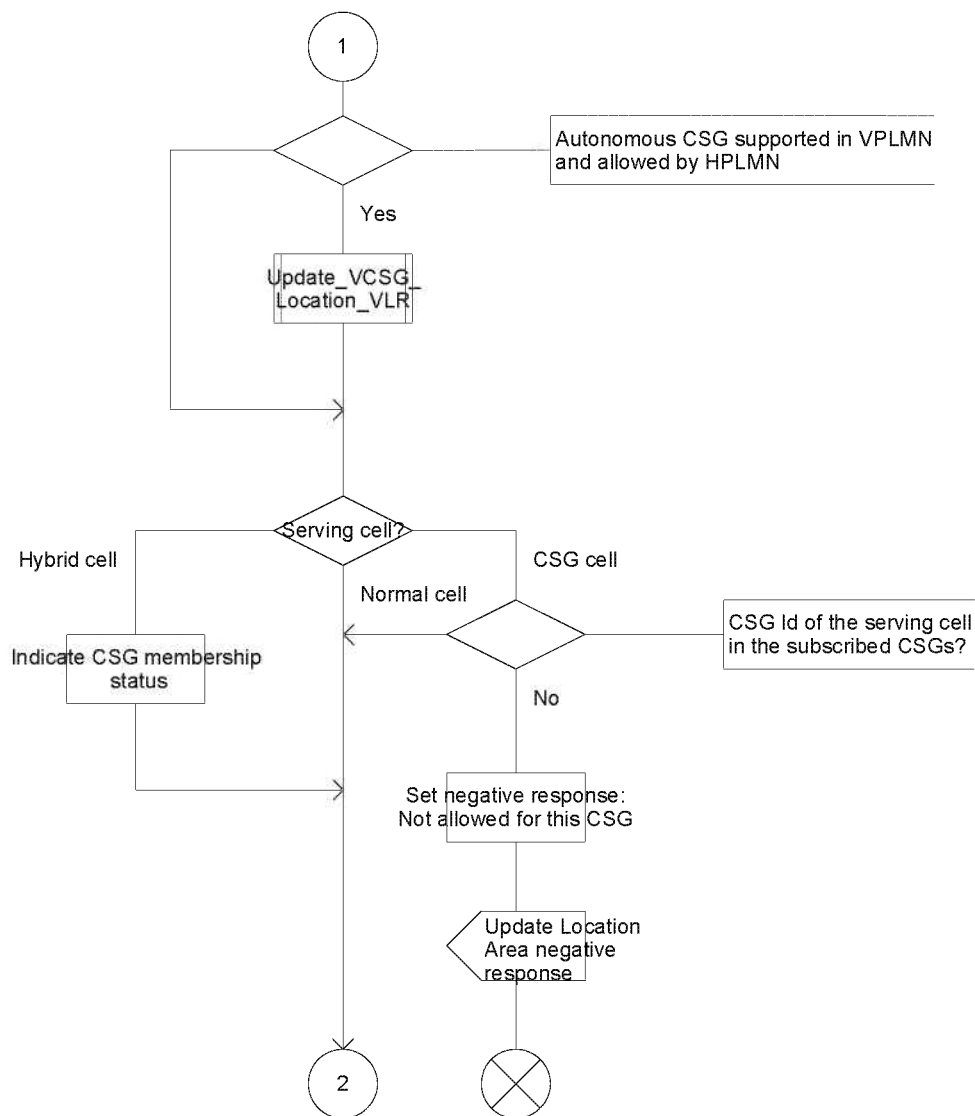 1
Autonomous CSG supported in VPLMN
and allowed by HPLMN
Yes
Update_VCSG_
Location_VLR
Serving cell?
Hybrid cell
CSG cell
Normal cell
CSG Id of the serving cell
in the subscribed CSGs?
Indicate CSG membership
status
No
Set negative response:
Not allowed for this CSG
Update Location
Area negative
response
2